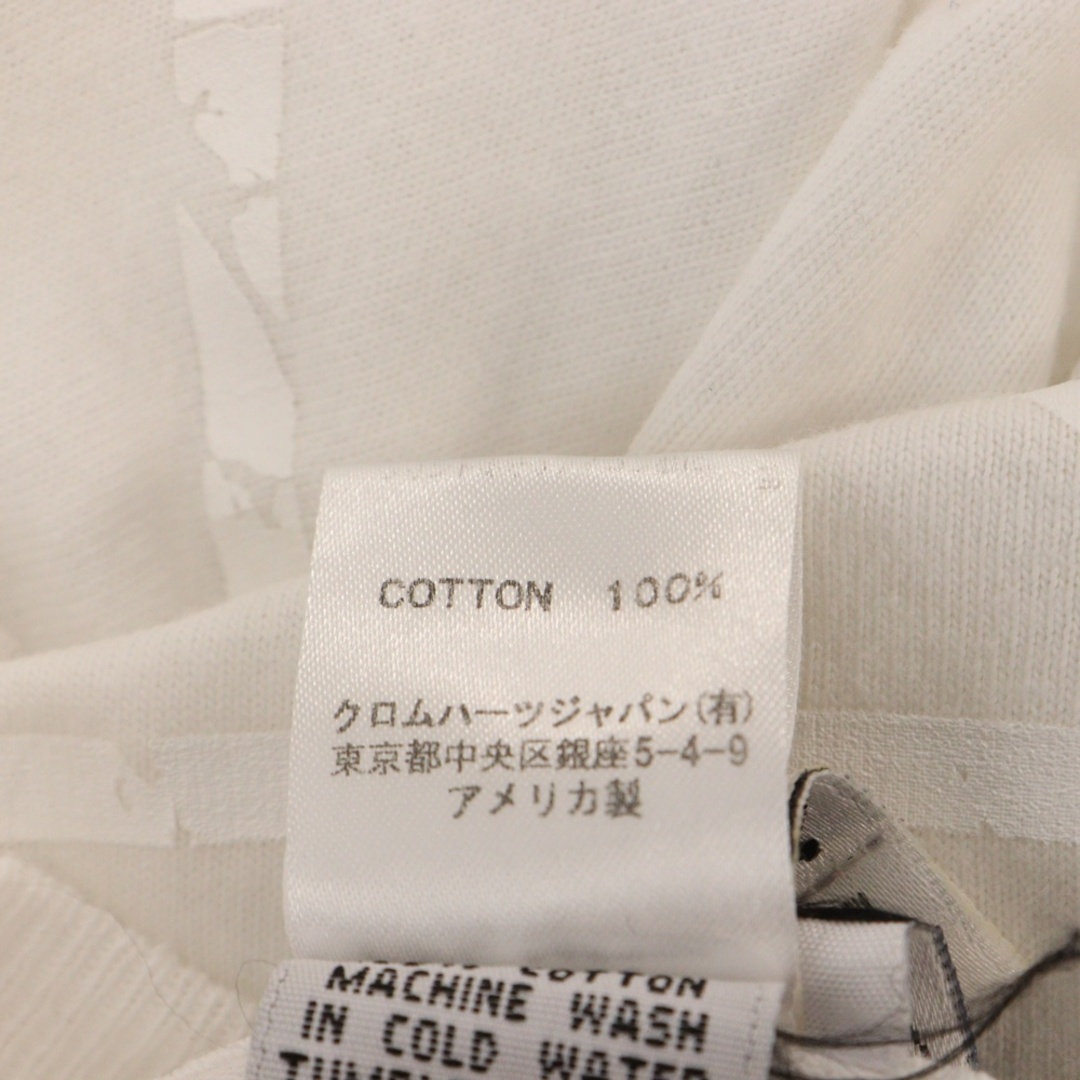 COTTON 100%
クロムハーツジャパン(有)
東京都中央区銀座5-4-9
アメリカ製
COTTON
MACHINE WASH
IN COLD WATER